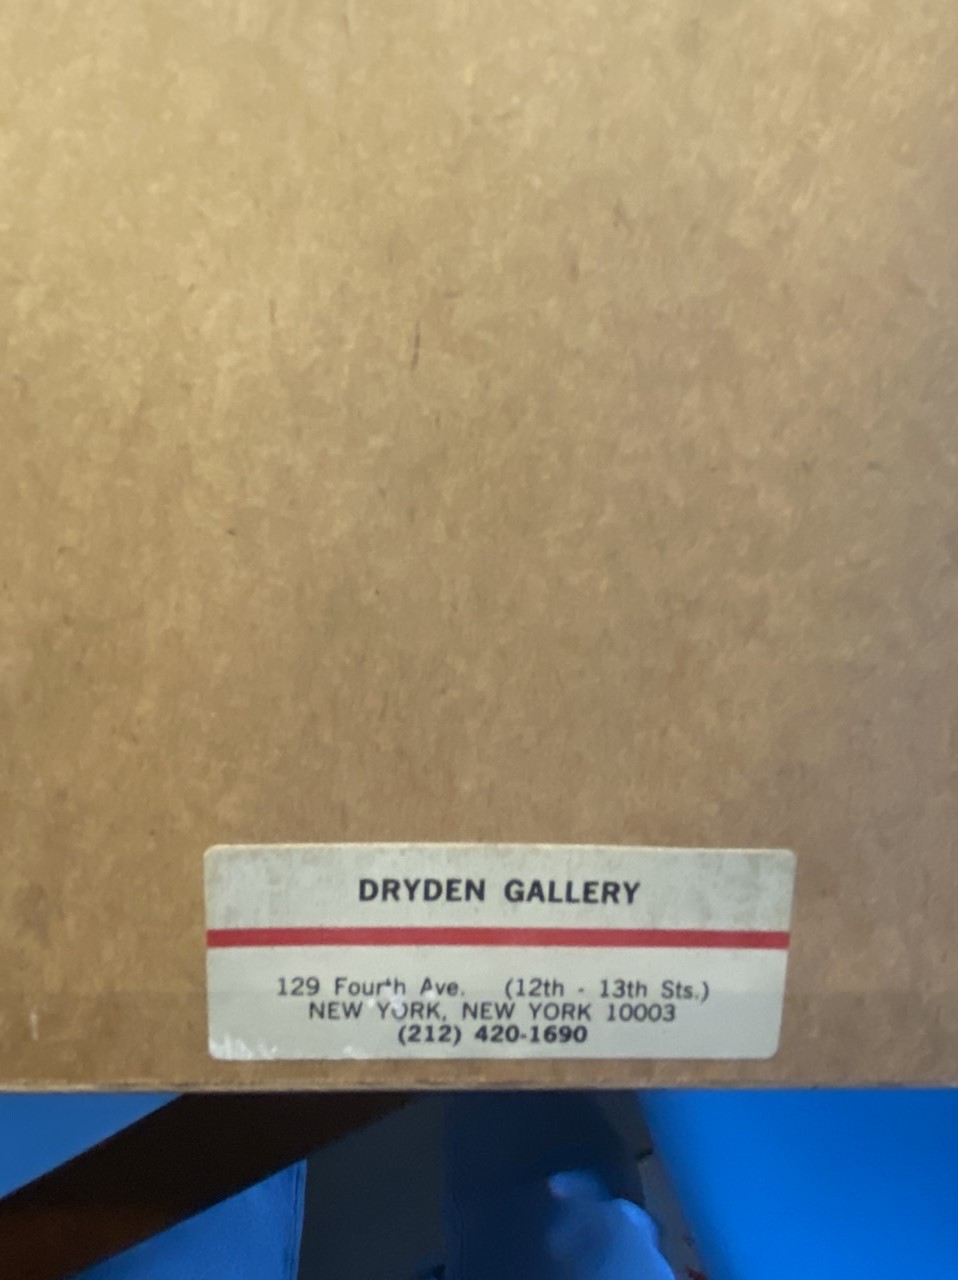 DRYDEN GALLERY
129 Fourth Ave. (12th - 13th Sts.)
NEW YORK, NEW YORK 10003
(212) 420-1690